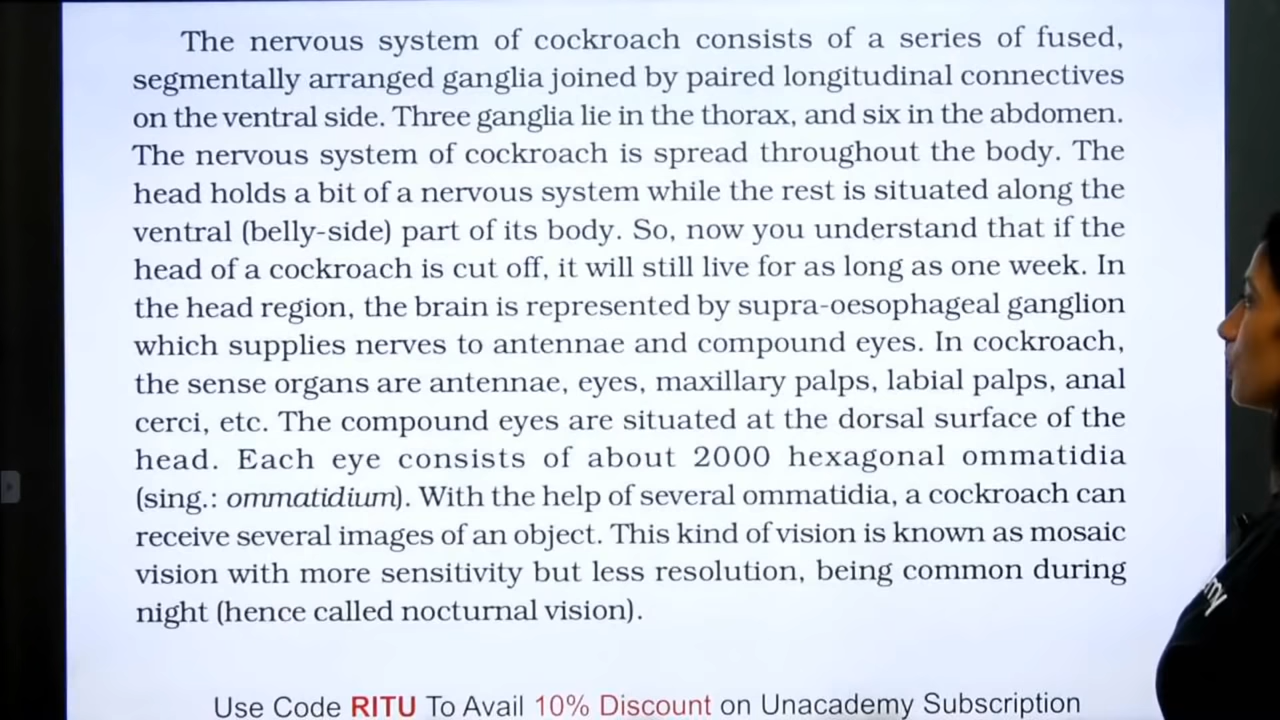 The nervous system of cockroach consists of a series of fused,
segmentally arranged ganglia joined by paired longitudinal connectives
on the ventral side. Three ganglia lie in the thorax, and six in the abdomen.
The nervous system of cockroach is spread throughout the body. The
head holds a bit of a nervous system while the rest is situated along the
ventral (belly-side) part of its body. So, now you understand that if the
head of a cockroach is cut off, it will still live for as long as one week. In
the head region, the brain is represented by supra-oesophageal ganglion
which supplies nerves to antennae and compound eyes. In cockroach,
the sense organs are antennae, eyes, maxillary palps, labial palps, anal
cerci, etc. The compound eyes are situated at the dorsal surface of the
head. Each eye consists of about 2000 hexagonal ommatidia
(sing.: ommatidium). With the help of several ommatidia, a cockroach can
receive several images of an object. This kind of vision is known as mosaic
vision with more sensitivity but less resolution, being common during
night (hence called nocturnal vision).
Use Code RITU To Avail 10% Discount on Unacademy Subscription